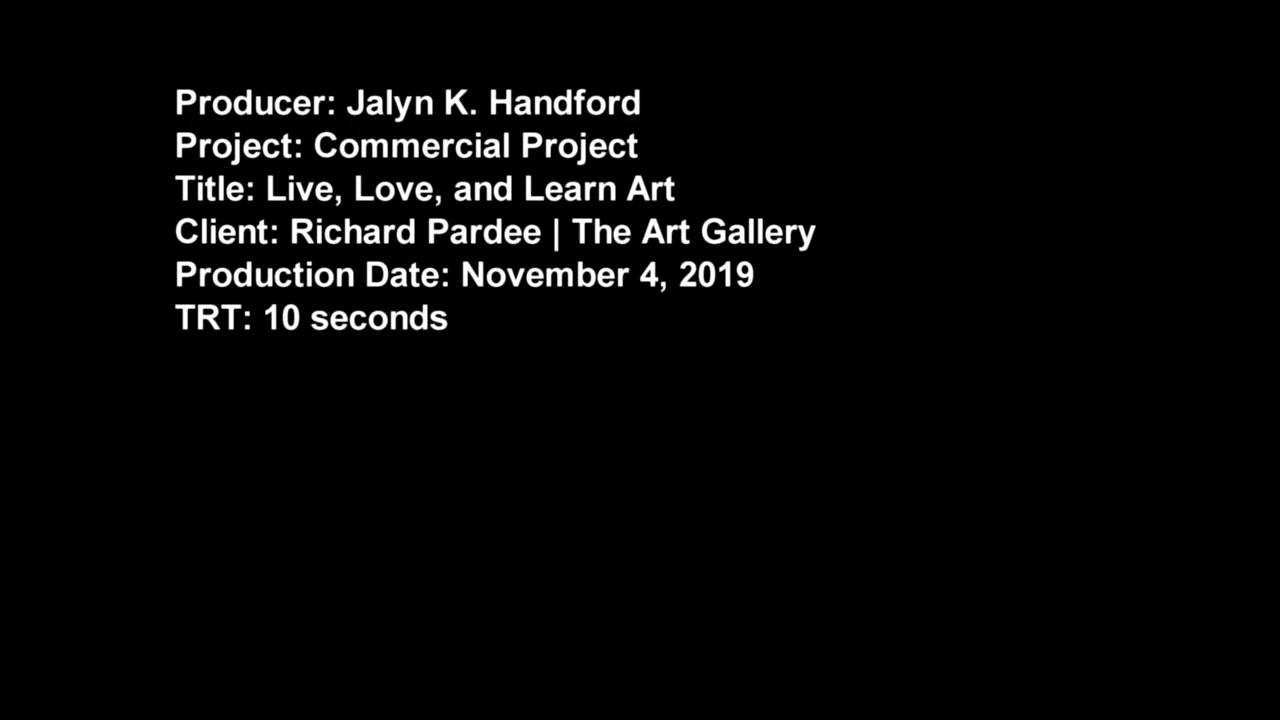 Producer: Jalyn K. Handford
Project: Commercial Project
Title: Live, Love, and Learn Art
Client: Richard Pardee | The Art Gallery
Production Date: November 4, 2019
TRT: 10 seconds